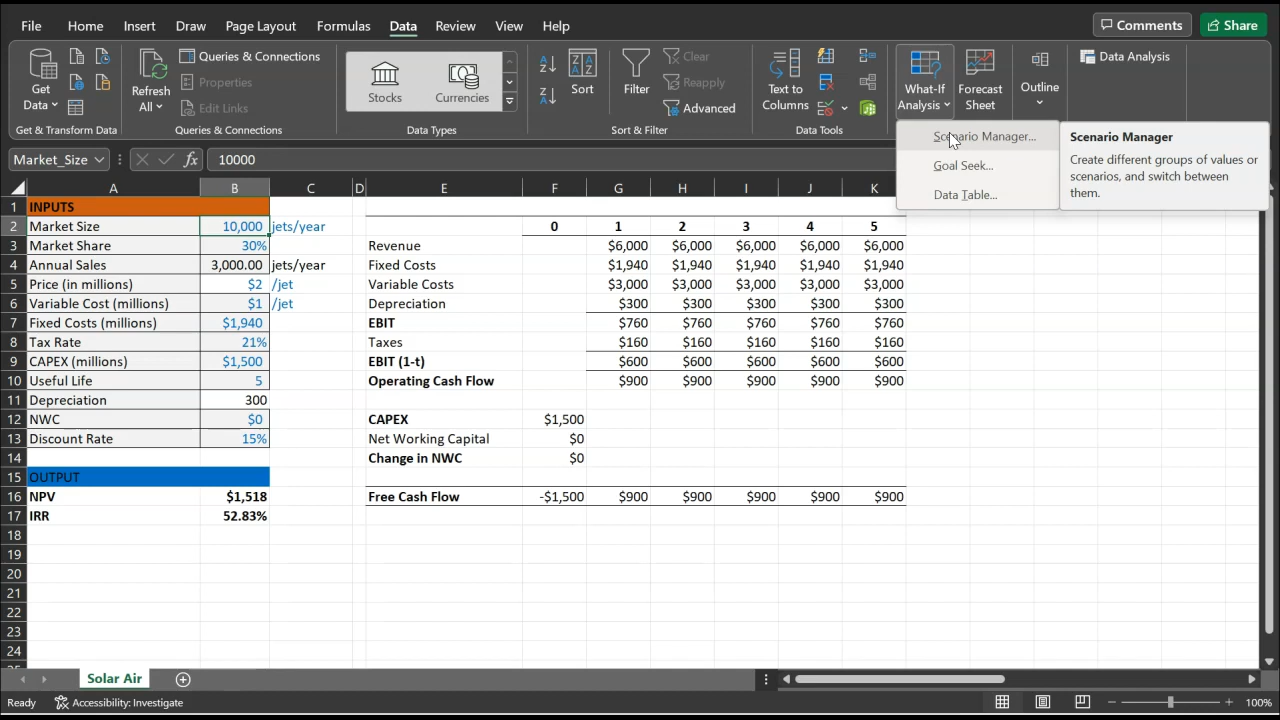 File Home Insert Draw Page Layout Formulas Data Review View Help Comments Share
Get Data
Refresh All
Queries & Connections
Properties
Edit Links
Stocks
Currencies
Sort
Filter
Clear
Reapply
Advanced
Text to Columns
What-If Analysis
Forecast Sheet
Outline
Data Analysis
Get & Transform Data Queries & Connections Data Types Sort & Filter Data Tools
Scenario Manager...
Goal Seek...
Data Table...
Scenario Manager
Create different groups of values or
scenarios, and switch between
them.
Market_Size fx 10000
A B C D E F G H I J K
1 INPUTS
2 Market Size 10,000 jets/year 0 1 2 3 4 5
3 Market Share 30% Revenue $6,000 $6,000 $6,000 $6,000 $6,000
4 Annual Sales 3,000.00 jets/year Fixed Costs $1,940 $1,940 $1,940 $1,940 $1,940
5 Price (in millions) $2 /jet Variable Costs $3,000 $3,000 $3,000 $3,000 $3,000
6 Variable Cost (millions) $1 /jet Depreciation $300 $300 $300 $300 $300
7 Fixed Costs (millions) $1,940 EBIT $760 $760 $760 $760 $760
8 Tax Rate 21% Taxes $160 $160 $160 $160 $160
9 CAPEX (millions) $1,500 EBIT (1-t) $600 $600 $600 $600 $600
10 Useful Life 5 Operating Cash Flow $900 $900 $900 $900 $900
11 Depreciation 300
12 NWC $0 CAPEX $1,500
13 Discount Rate 15% Net Working Capital $0
14 Change in NWC $0
15 OUTPUT
16 NPV $1,518 Free Cash Flow -$1,500 $900 $900 $900 $900 $900
17 IRR 52.83%
18
19
20
21
22
23
24
Solar Air
Ready Accessibility: Investigate 100%